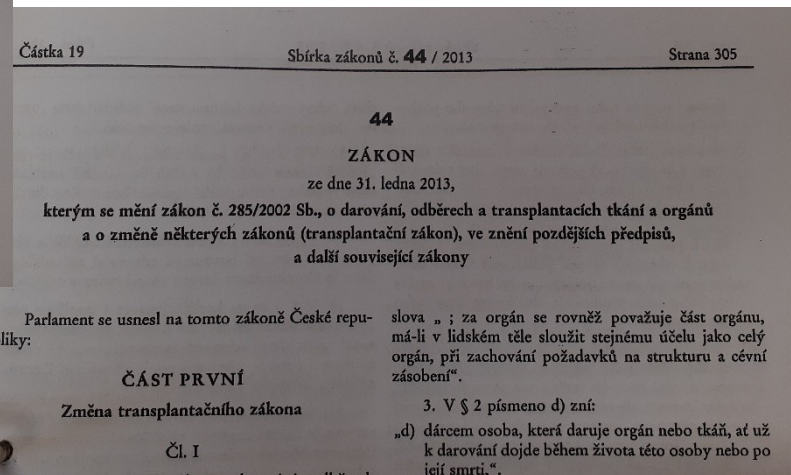 Částka 19
Sbírka zákonů č. 44 / 2013
Strana 305
44
ZÁKON
ze dne 31. ledna 2013,
kterým se mění zákon č. 285/2002 Sb., o darování, odběrech a transplantacích tkání a orgánů
a o změně některých zákonů (transplantační zákon), ve znění pozdějších předpisů,
a další související zákony
Parlament se usnesl na tomto zákoně České repu-
liky:
ČÁST PRVNÍ
Změna transplantačního zákona
Čl. I
slova „ ; za orgán se rovněž považuje část orgánu,
má-li v lidském těle sloužit stejnému účelu jako celý
orgán, při zachování požadavků na strukturu a cévní
zásobení“.
3. V § 2 písmeno d) zní:
„d) dárcem osoba, která daruje orgán nebo tkáň, ať už
k darování dojde během života této osoby nebo po
její smrti,“.